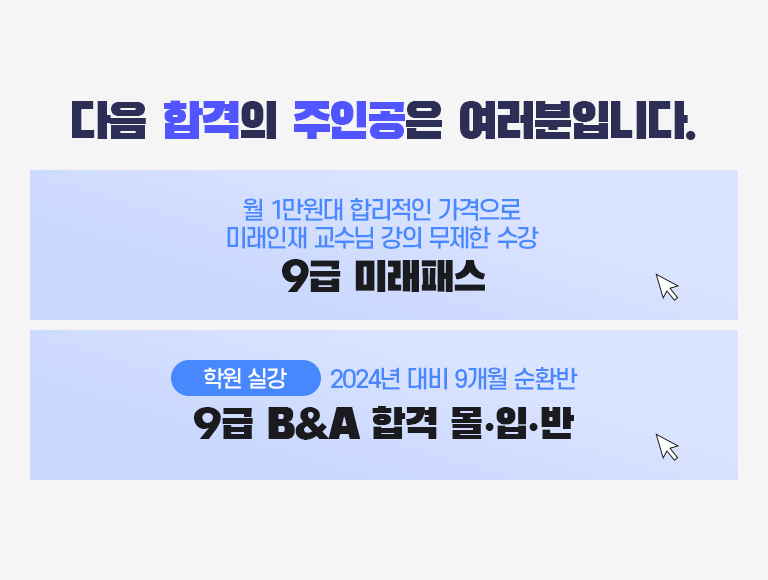 다음 합격의 주인공은 여러분입니다.
월 1만원대 합리적인 가격으로
미래인재 교수님 강의 무제한 수강
9급 미래패스
학원 실강 2024년 대비 9개월 순환반
9급 B&A 합격 몰·입·반